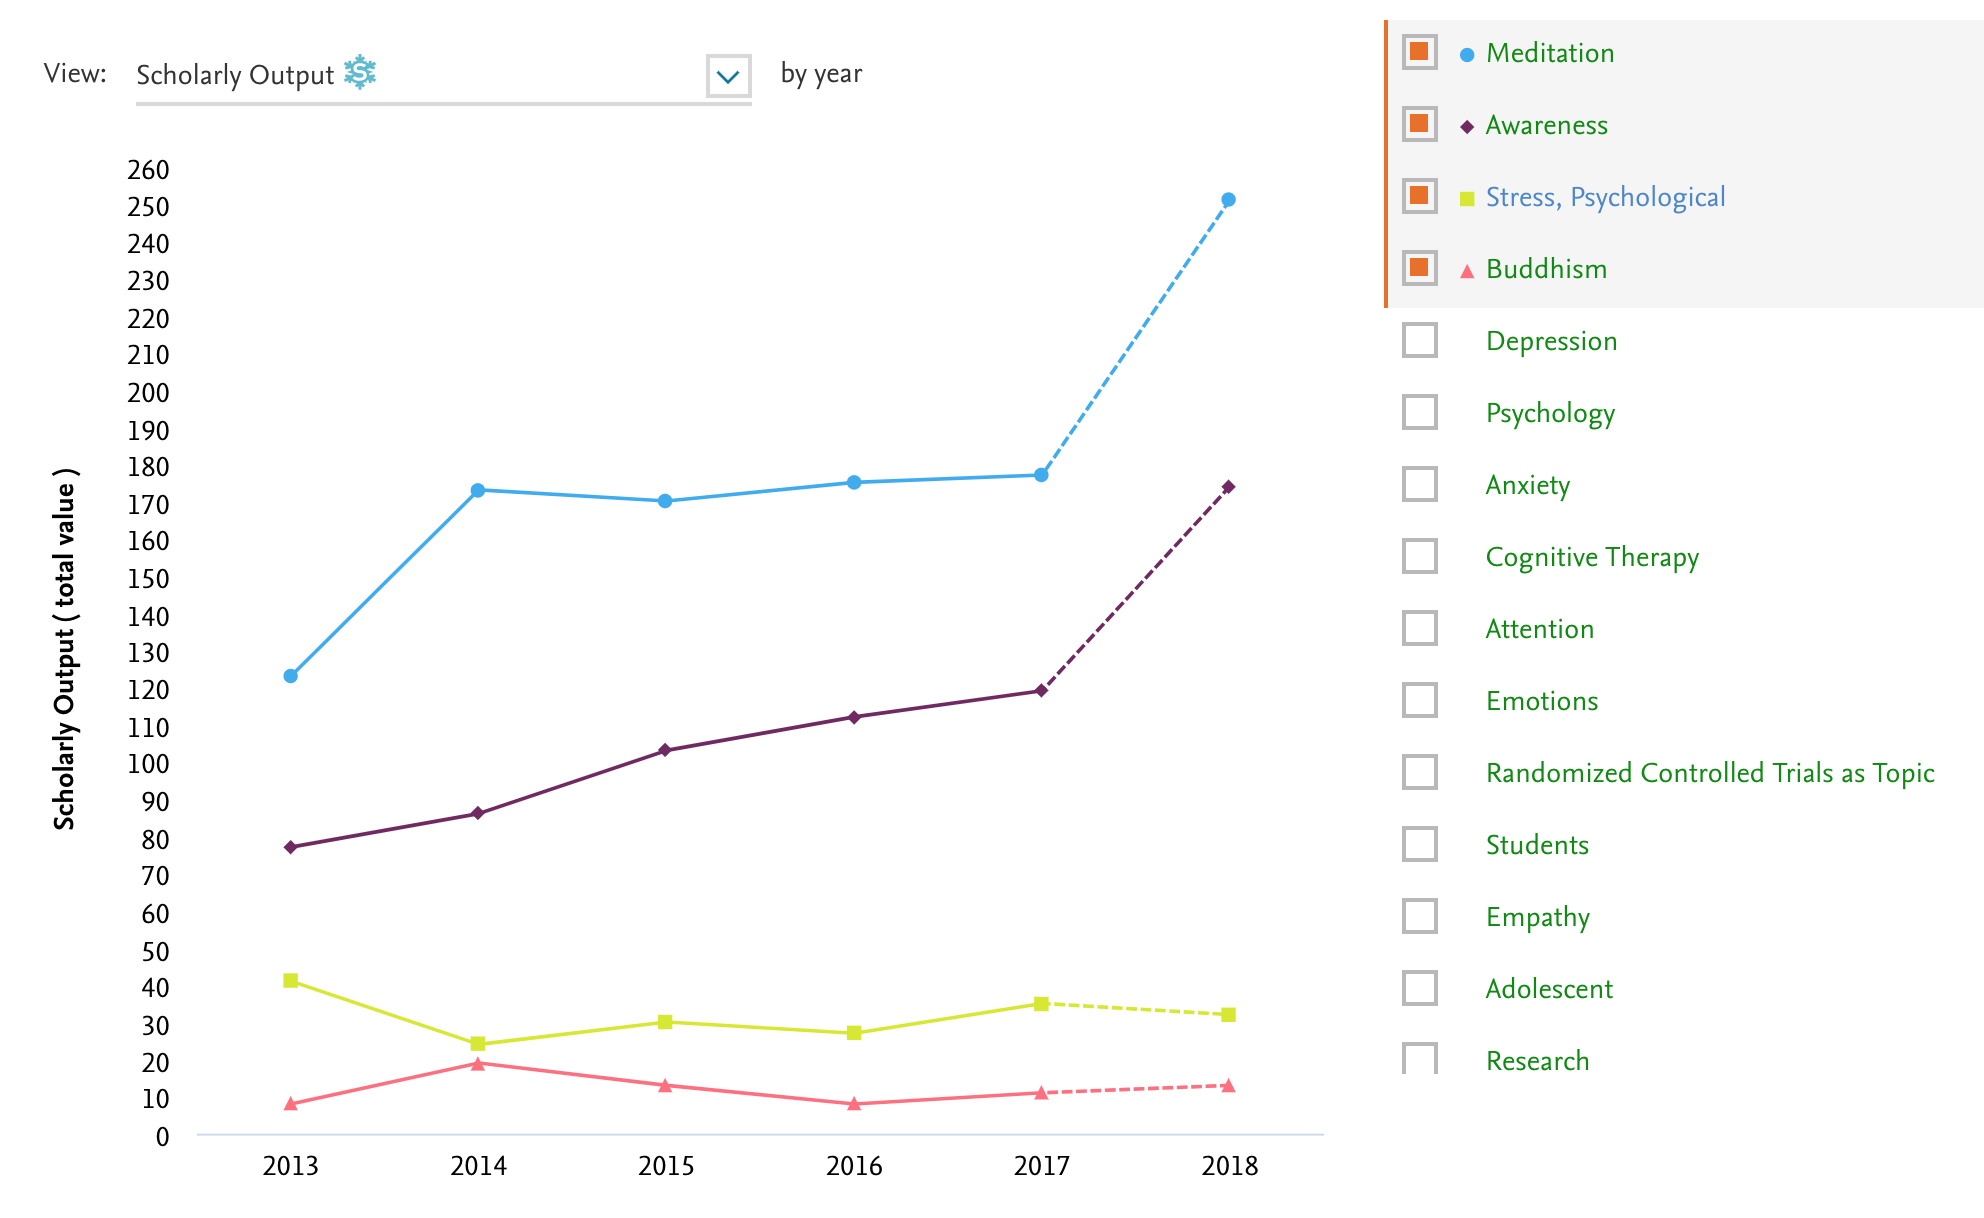 View: Scholarly Output S by year
260
250
240
230
220
210
200
190
180
170
160
150
140
130
120
110
100
90
80
70
60
50
40
30
20
10
0
Scholarly Output ( total value )
2013 2014 2015 2016 2017 2018
Meditation
Awareness
Stress, Psychological
Buddhism
Depression
Psychology
Anxiety
Cognitive Therapy
Attention
Emotions
Randomized Controlled Trials as Topic
Students
Empathy
Adolescent
Research